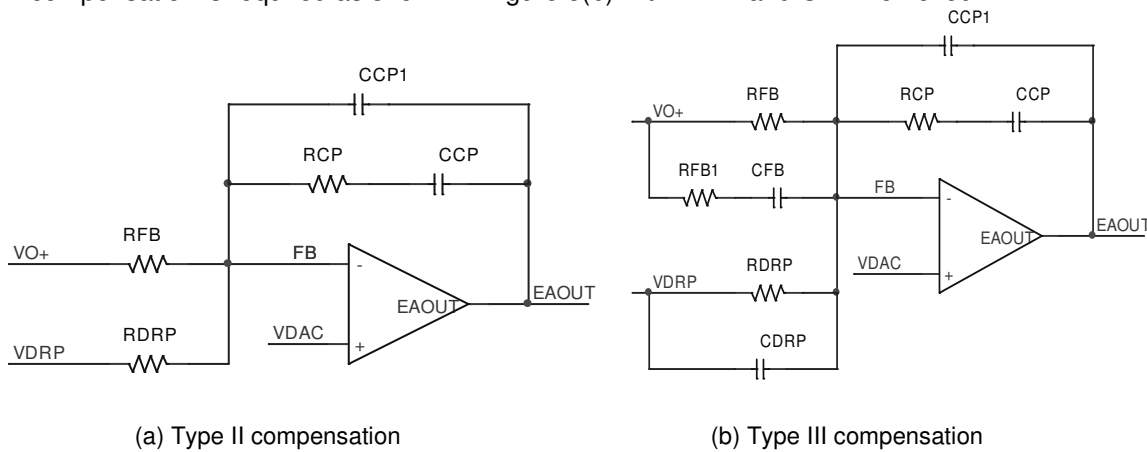 CCP1
RCP
CCP
RFB
VO+
FB
EAOUT
EAOUT
RDRP
VDRP
VDAC
-
+
(a) Type II compensation
CCP1
RFB
RCP
CCP
VO+
RFB1
CFB
FB
-
EAOUT
EAOUT
VDAC
+
RDRP
VDRP
CDRP
(b) Type III compensation